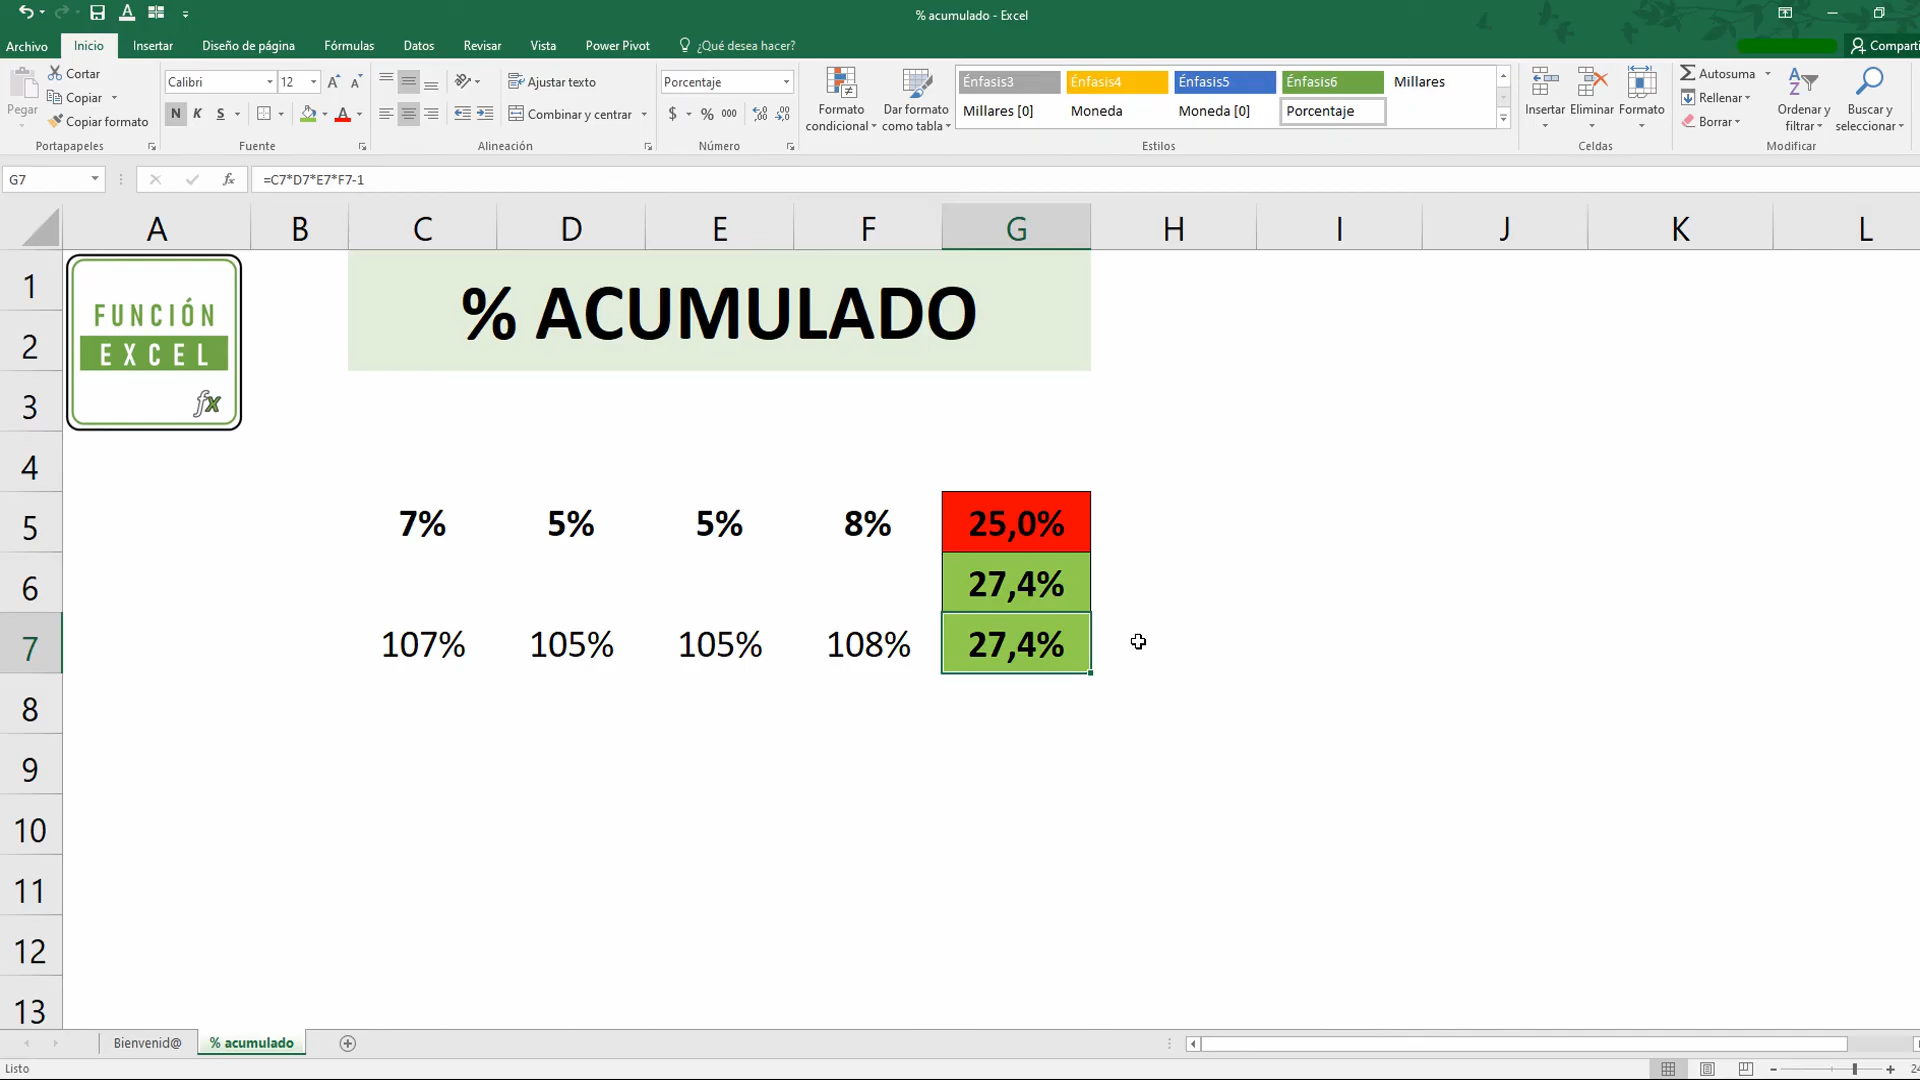 % acumulado - Excel
Archivo Inicio Insertar Diseño de página Fórmulas Datos Revisar Vista Power Pivot ¿Qué desea hacer? Comparti
Pegar
Cortar
Copiar
Copiar formato
Portapapeles
Calibri 12
N K S
Fuente
Ajustar texto
Combinar y centrar
Alineación
Porcentaje
$ % 000
Número
Formato condicional
Dar formato como tabla
Énfasis3 Énfasis4 Énfasis5 Énfasis6 Millares
Millares [0] Moneda Moneda [0] Porcentaje
Estilos
Insertar Eliminar Formato
Celdas
Autosuma
Rellenar
Borrar
Ordenar y filtrar
Buscar y seleccionar
Modificar
G7 fx =C7*D7*E7*F7-1
A B C D E F G H I J K L
1
2
3
4
5
6
7
8
9
10
11
12
13
FUNCIÓN
EXCEL
fx
% ACUMULADO
7% 5% 5% 8% 25,0%
27,4%
107% 105% 105% 108% 27,4%
Bienvenid@ % acumulado
Listo